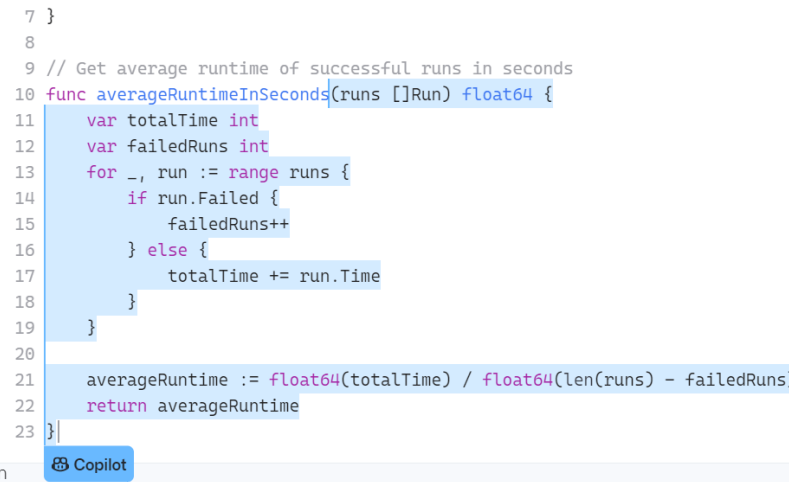 7 }
8
9 // Get average runtime of successful runs in seconds
10 func averageRuntimeInSeconds(runs []Run) float64 {
11     var totalTime int
12     var failedRuns int
13     for _, run := range runs {
14         if run.Failed {
15             failedRuns++
16         } else {
17             totalTime += run.Time
18         }
19     }
20
21     averageRuntime := float64(totalTime) / float64(len(runs) - failedRuns)
22     return averageRuntime
23 }
Copilot